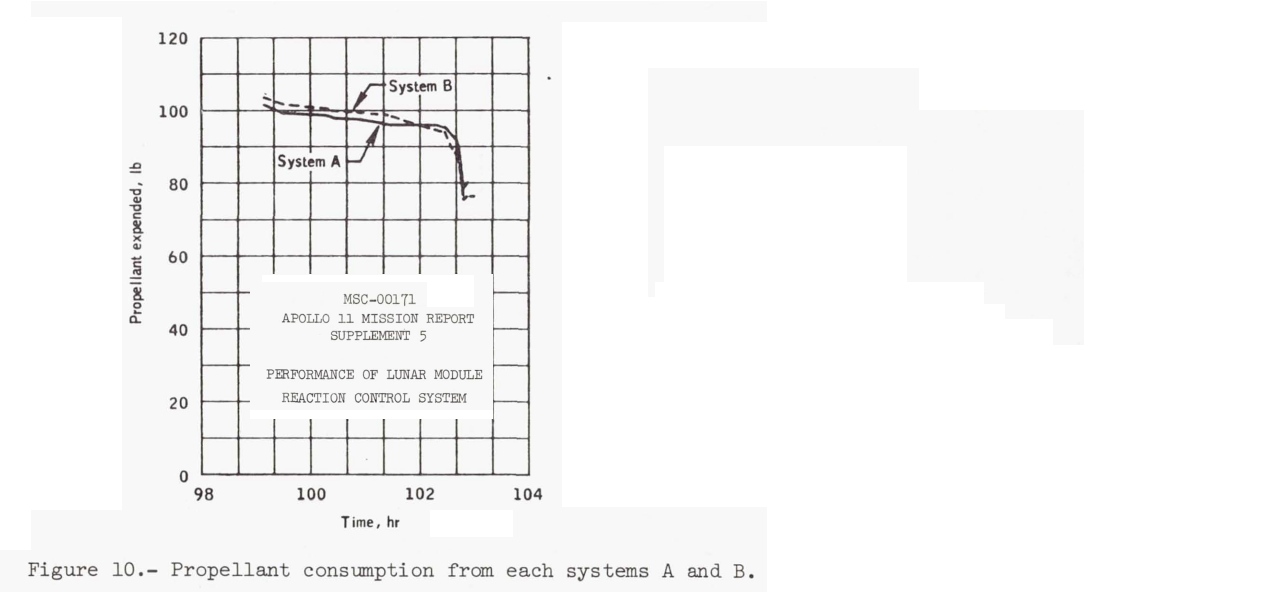 120
100
80
60
40
20
0
98
100
102
104
Propellant expended, lb
System B
System A
MSC-00171
APOLLO 11 MISSION REPORT
SUPPLEMENT 5
PERFORMANCE OF LUNAR MODULE
REACTION CONTROL SYSTEM
Time, hr
Figure 10.- Propellant consumption from each systems A and B.